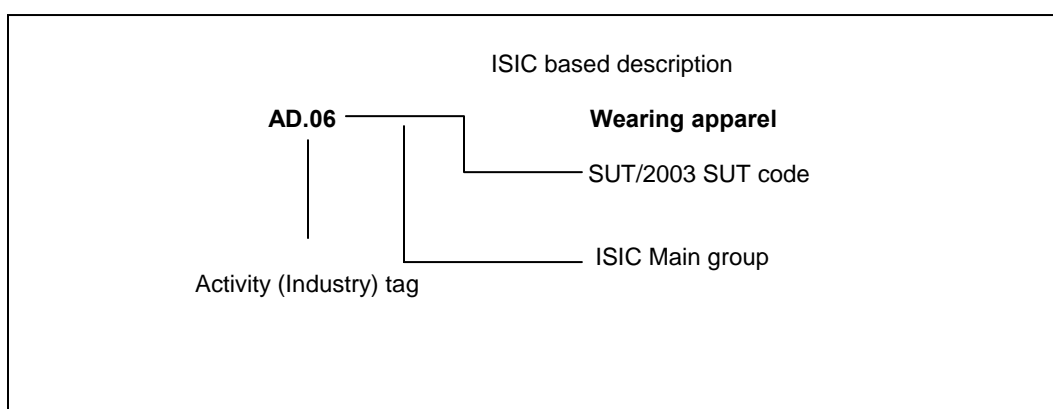 ISIC based description
AD.06 Wearing apparel
SUT/2003 SUT code
ISIC Main group
Activity (Industry) tag